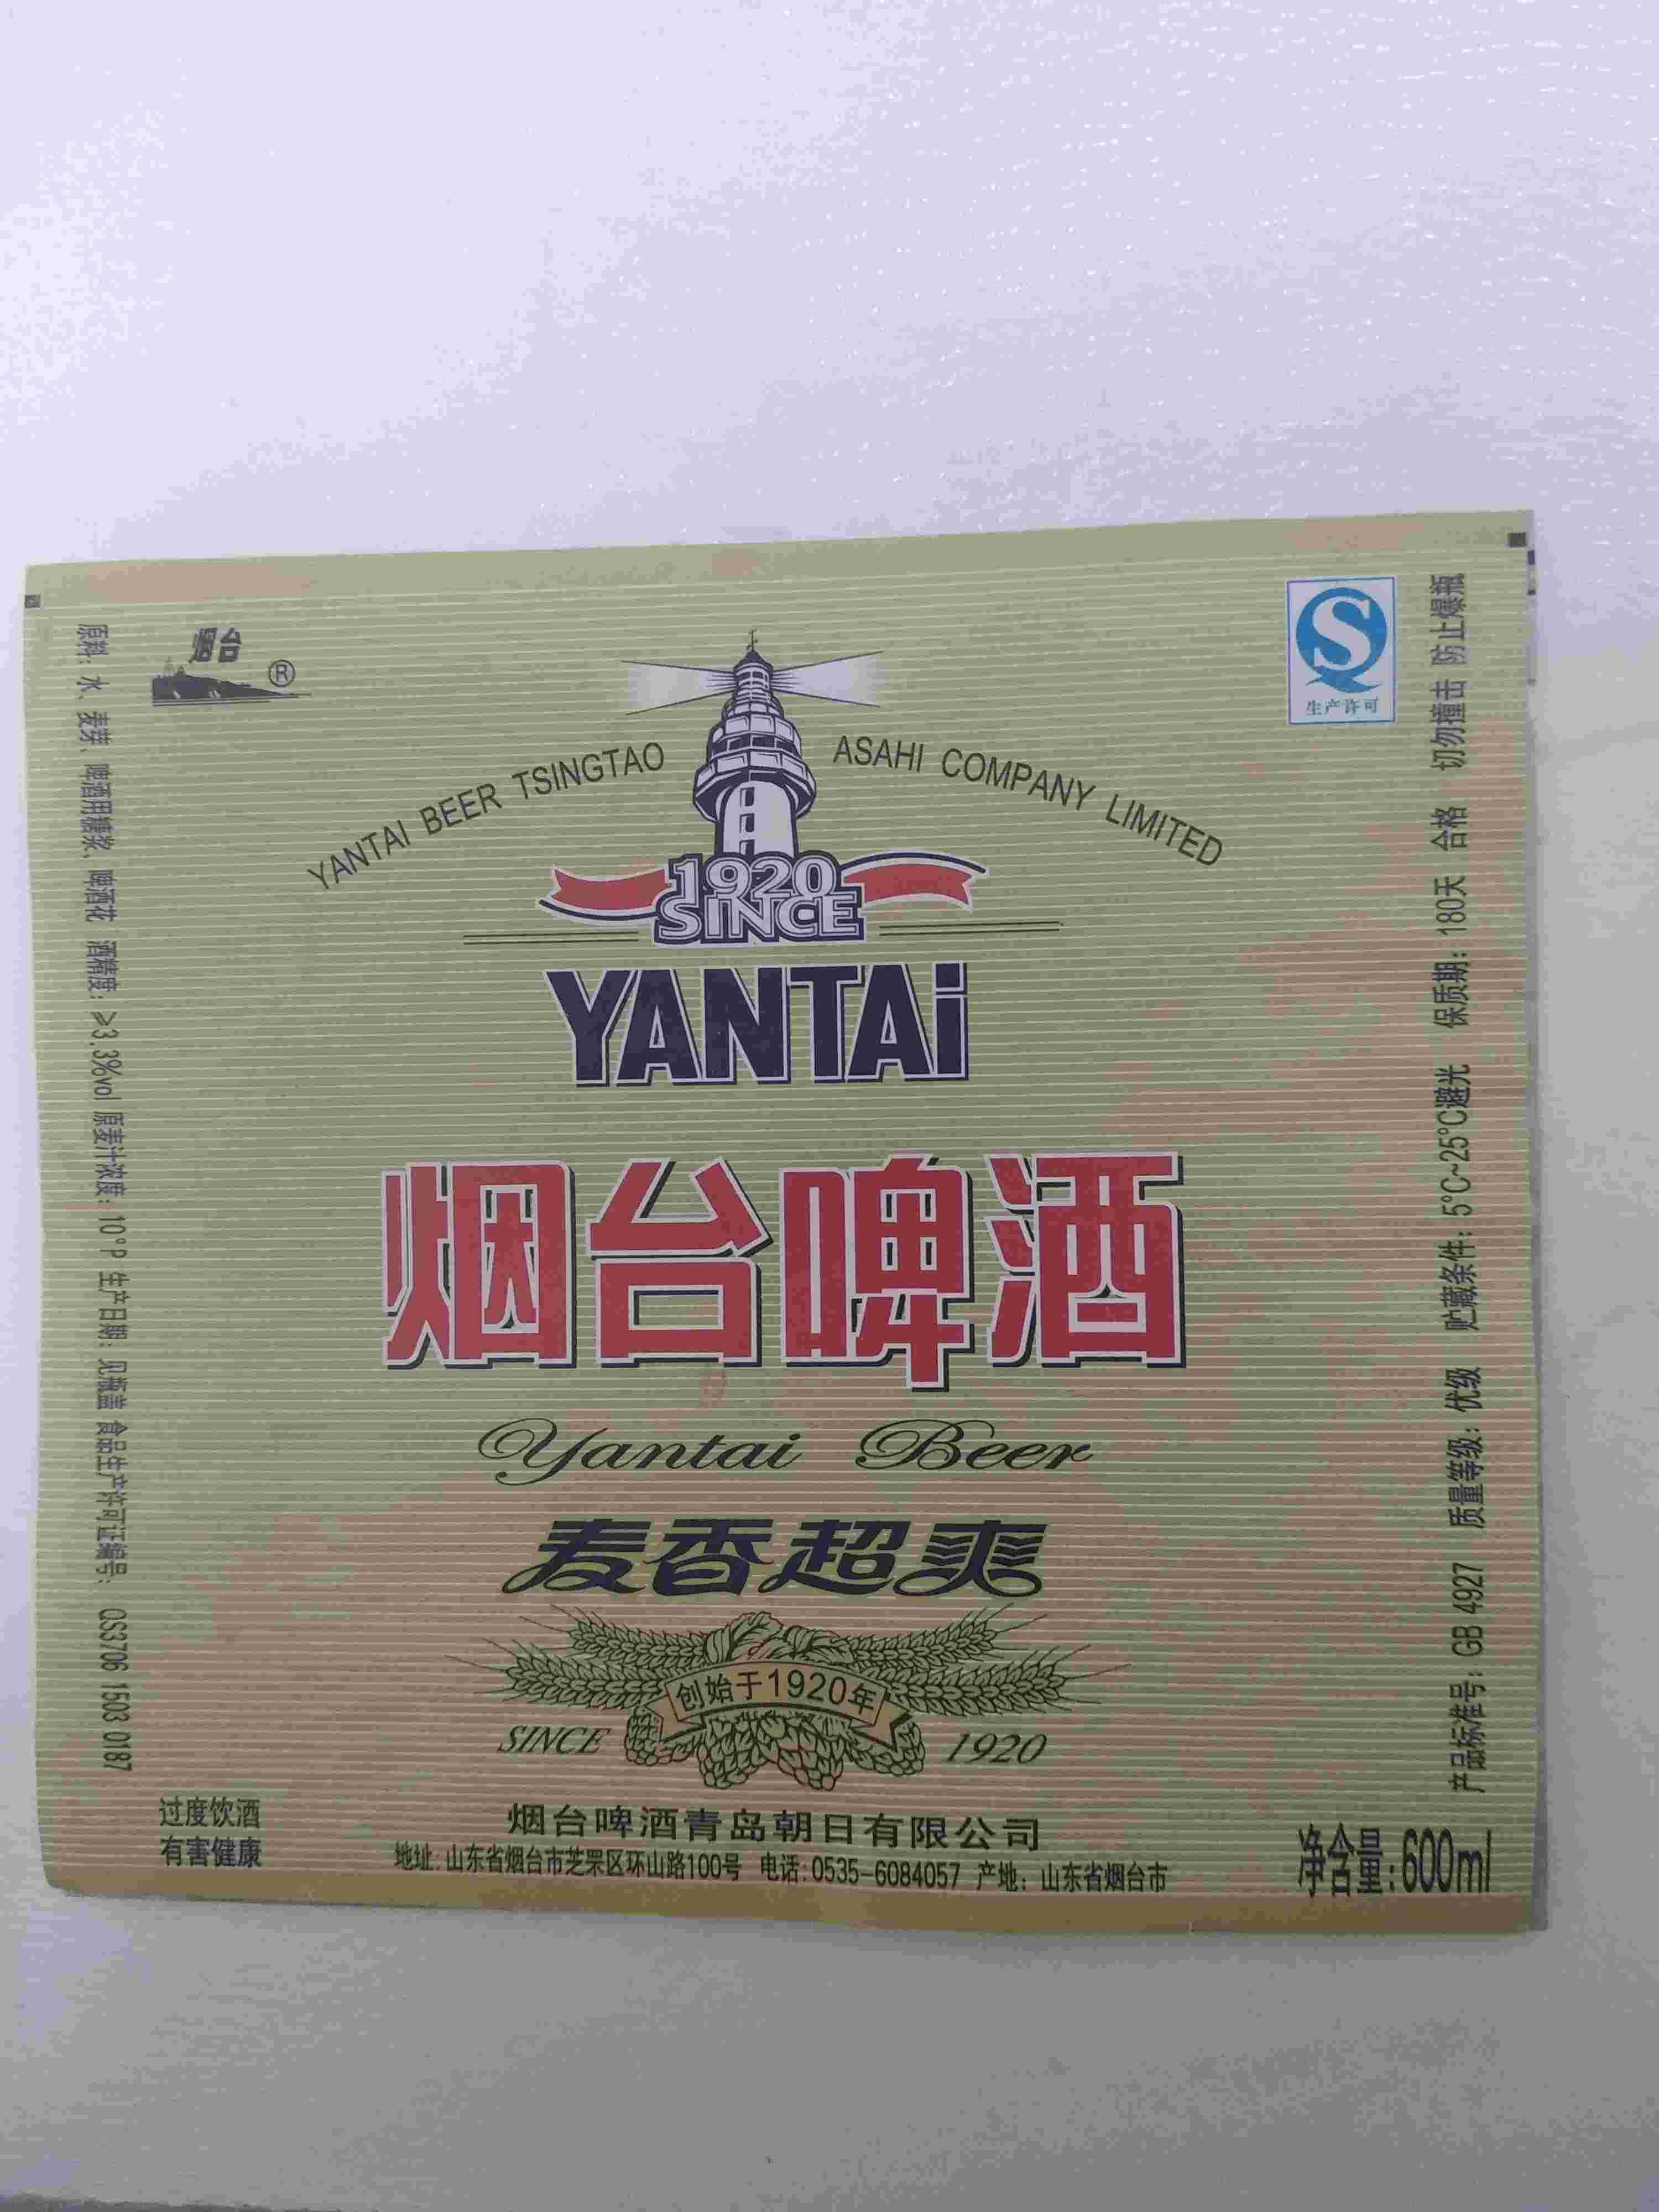 烟台
®
生产许可
YANTAI BEER TSINGTAO ASAHI COMPANY LIMITED
1920
SINCE
YANTAi
烟台啤酒
Yantai Beer
麦香超爽
创始于1920年
SINCE 1920
烟台啤酒青岛朝日有限公司
地址:山东省烟台市芝罘区环山路100号 电话:0535-6084057 产地:山东省烟台市
过度饮酒
有害健康
净含量:600ml
原料:水、麦芽、啤酒用糖浆、啤酒花 酒精度:≥3.3%vol 原麦汁浓度:10°P 生产日期:见瓶盖 食品生产许可证编号: QS3706 1503 0187
产品标准号:GB 4927 质量等级:优级 贮藏条件:5℃~25℃避光 保质期:180天 合格 切勿撞击 防止爆瓶